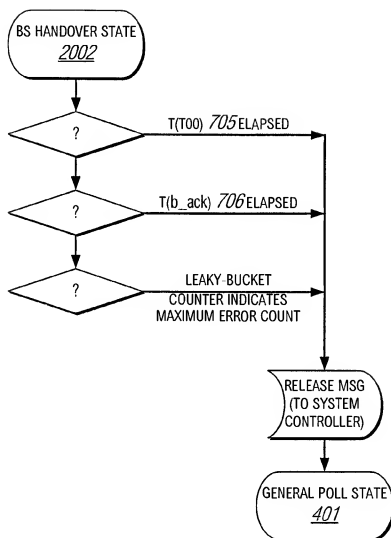 BS HANDOVER STATE
2002
?
T(T00) 705 ELAPSED
?
T(b_ack) 706 ELAPSED
?
LEAKY-BUCKET
COUNTER INDICATES
MAXIMUM ERROR COUNT
RELEASE MSG
(TO SYSTEM
CONTROLLER)
GENERAL POLL STATE
401